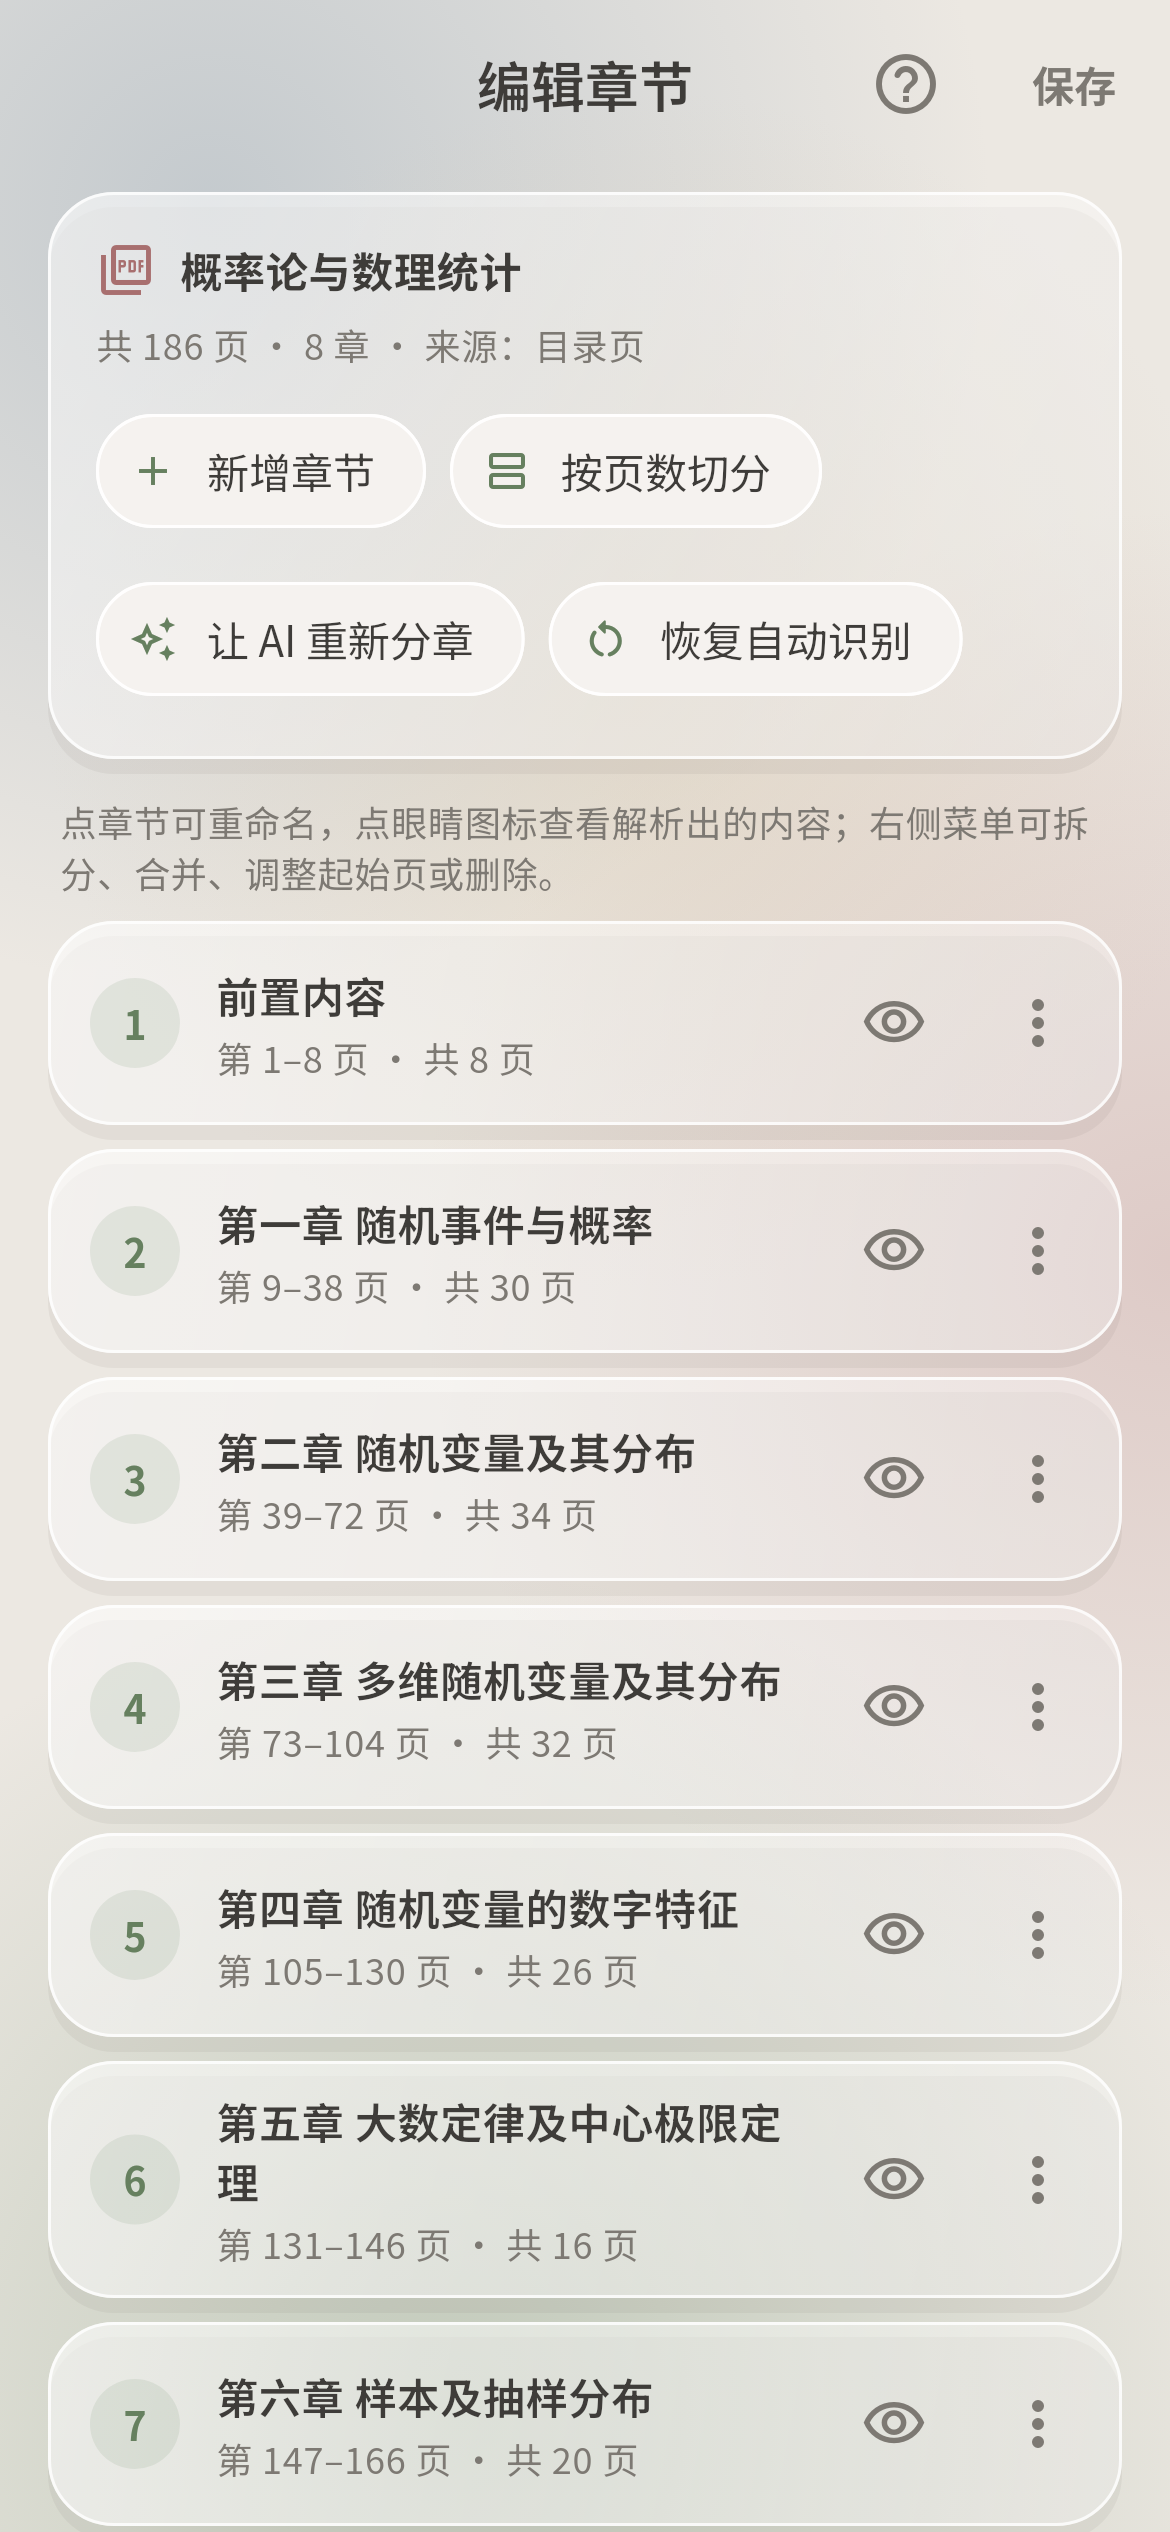 编辑章节
保存
PDF
概率论与数理统计
共 186 页 · 8 章 · 来源：目录页
新增章节
按页数切分
让 AI 重新分章
恢复自动识别
点章节可重命名，点眼睛图标查看解析出的内容；右侧菜单可拆
分、合并、调整起始页或删除。
1
前置内容
第 1–8 页 · 共 8 页
2
第一章 随机事件与概率
第 9–38 页 · 共 30 页
3
第二章 随机变量及其分布
第 39–72 页 · 共 34 页
4
第三章 多维随机变量及其分布
第 73–104 页 · 共 32 页
5
第四章 随机变量的数字特征
第 105–130 页 · 共 26 页
6
第五章 大数定律及中心极限定
理
第 131–146 页 · 共 16 页
7
第六章 样本及抽样分布
第 147–166 页 · 共 20 页